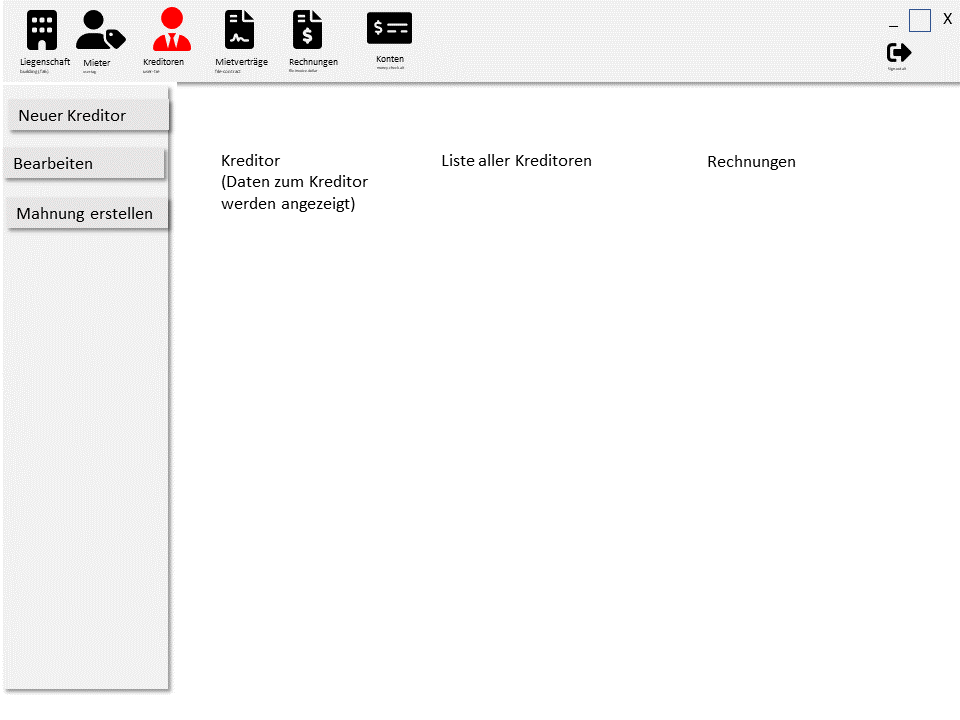 _ X
Liegenschaft Mieter Kreditoren Mietverträge Rechnungen Konten
building (7alt) user-tag user-tie file-contract file-invoice-dollar money-check-alt
Sign-out-alt
Neuer Kreditor
Bearbeiten
Mahnung erstellen
Kreditor
(Daten zum Kreditor
werden angezeigt)
Liste aller Kreditoren
Rechnungen